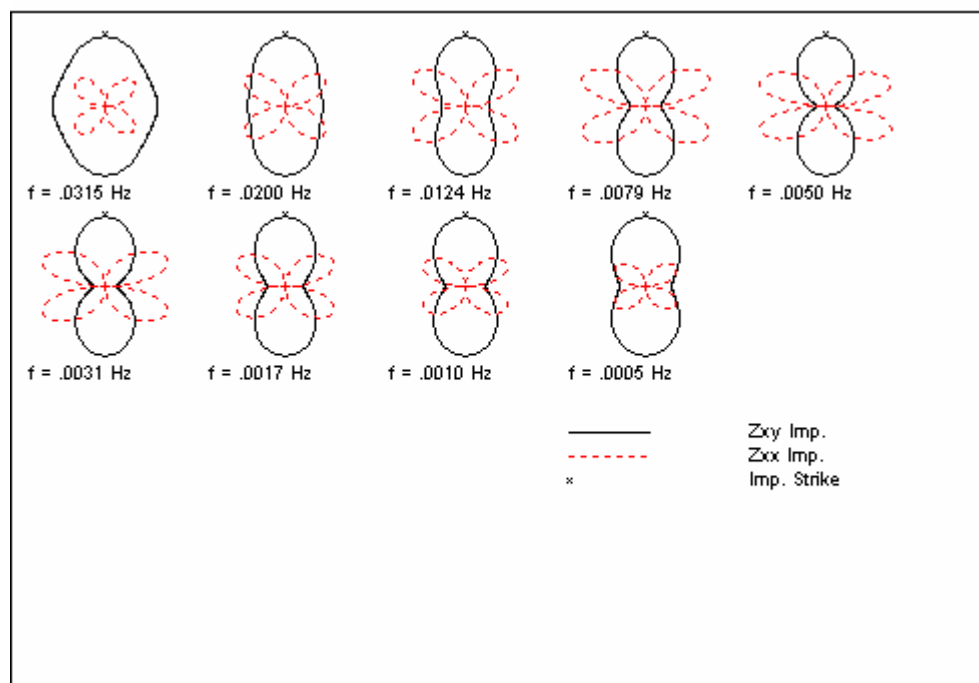 f = .0315 Hz
f = .0200 Hz
f = .0124 Hz
f = .0079 Hz
f = .0050 Hz
f = .0031 Hz
f = .0017 Hz
f = .0010 Hz
f = .0005 Hz
Zxy Imp.
Zxx Imp.
Imp. Strike